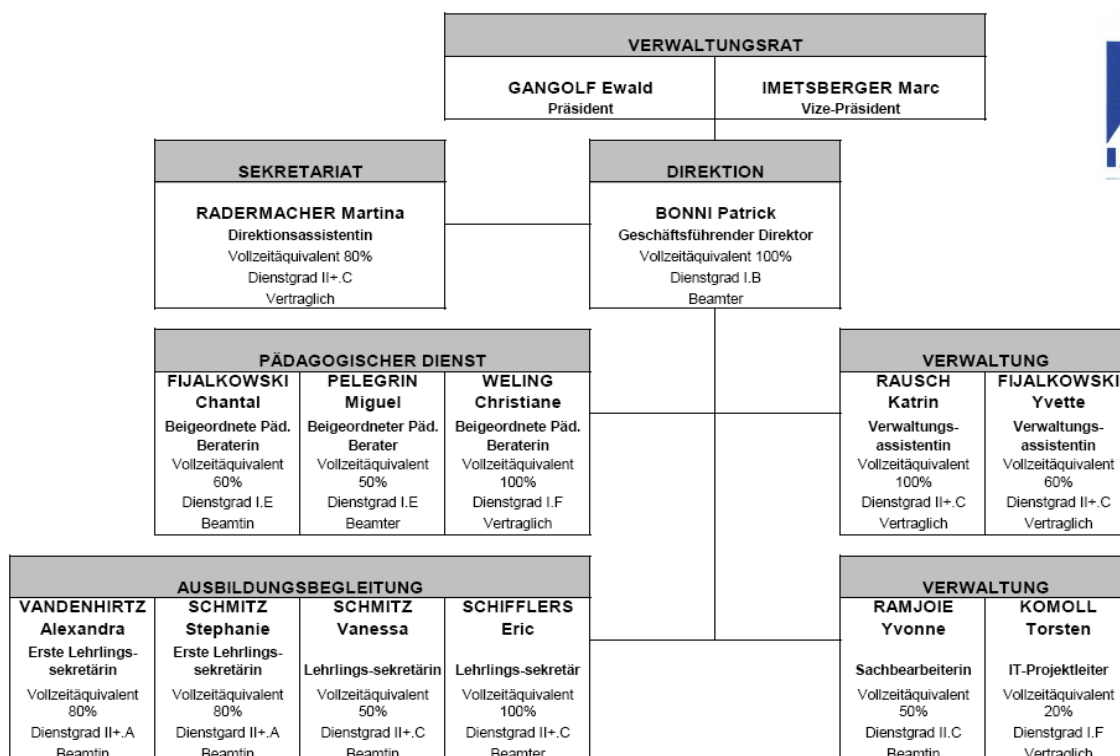 VERWALTUNGSRAT
GANGOLF Ewald
Präsident
IMETSBERGER Marc
Vize-Präsident
SEKRETARIAT
RADERMACHER Martina
Direktionsassistentin
Vollzeitäquivalent 80%
Dienstgrad II+.C
Vertraglich
DIREKTION
BONNI Patrick
Geschäftsführender Direktor
Vollzeitäquivalent 100%
Dienstgrad I.B
Beamter
PÄDAGOGISCHER DIENST
FIJALKOWSKI
Chantal
Beigeordnete Päd.
Beraterin
Vollzeitäquivalent
60%
Dienstgrad I.E
Beamtin
PELEGRIN
Miguel
Beigeordneter Päd.
Berater
Vollzeitäquivalent
50%
Dienstgrad I.E
Beamter
WELING
Christiane
Beigeordnete Päd.
Beraterin
Vollzeitäquivalent
100%
Dienstgrad I.F
Vertraglich
VERWALTUNG
RAUSCH
Katrin
Verwaltungs-
assistentin
Vollzeitäquivalent
100%
Dienstgrad II+.C
Vertraglich
FIJALKOWSKI
Yvette
Verwaltungs-
assistentin
Vollzeitäquivalent
60%
Dienstgrad II+.C
Vertraglich
AUSBILDUNGSBEGLEITUNG
VANDENHIRTZ
Alexandra
Erste Lehrlings-
sekretärin
Vollzeitäquivalent
80%
Dienstgrad II+.A
Beamtin
SCHMITZ
Stephanie
Erste Lehrlings-
sekretärin
Vollzeitäquivalent
80%
Dienstgard II+.A
Beamtin
SCHMITZ
Vanessa
Lehrlings-sekretärin
Vollzeitäquivalent
50%
Dienstgrad II+.C
Beamtin
SCHIFFLERS
Eric
Lehrlings-sekretär
Vollzeitäquivalent
100%
Dienstgrad II+.C
Beamter
VERWALTUNG
RAMJOIE
Yvonne
Sachbearbeiterin
Vollzeitäquivalent
50%
Dienstgrad II.C
Beamtin
KOMOLL
Torsten
IT-Projektleiter
Vollzeitäquivalent
20%
Dienstgrad I.F
Vertraglich